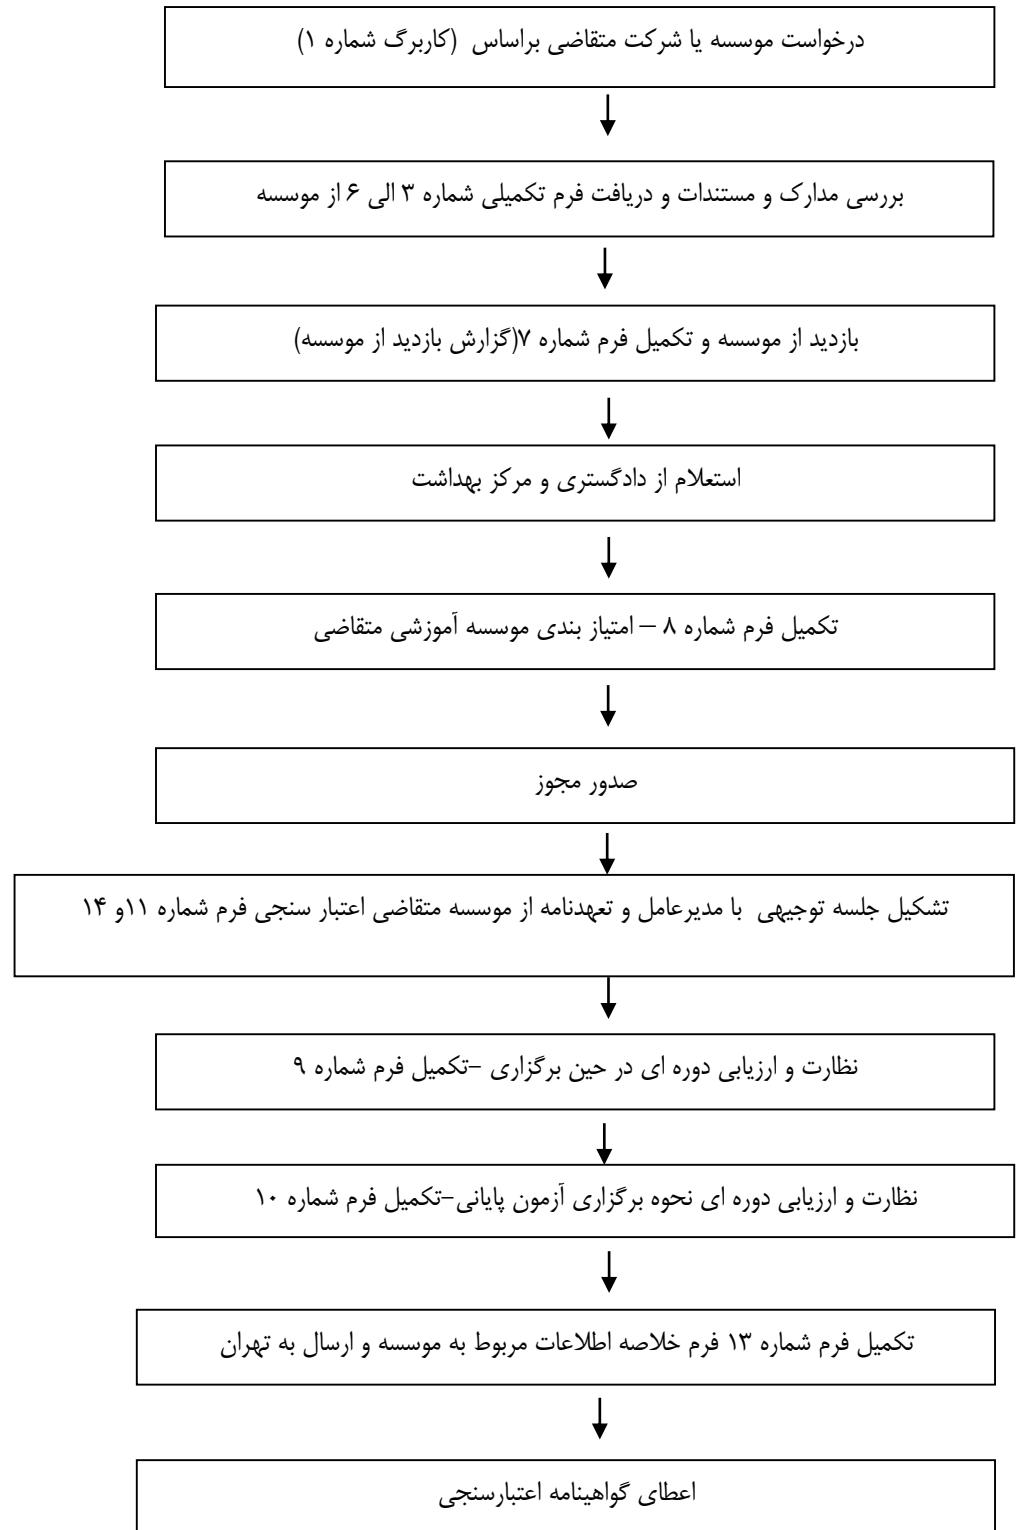 درخواست موسسه یا شرکت متقاضی براساس (کاربرگ شماره ۱)
بررسی مدارک و مستندات و دریافت فرم تکمیلی شماره ۳ الی ۶ از موسسه
بازدید از موسسه و تکمیل فرم شماره ۷(گزارش بازدید از موسسه)
استعلام از دادگستری و مرکز بهداشت
تکمیل فرم شماره ۸ – امتیاز بندی موسسه آموزشی متقاضی
صدور مجوز
تشکیل جلسه توجیهی با مدیرعامل و تعهدنامه از موسسه متقاضی اعتبار سنجی فرم شماره ۱۱و ۱۴
نظارت و ارزیابی دوره ای در حین برگزاری -تکمیل فرم شماره ۹
نظارت و ارزیابی دوره ای نحوه برگزاری آزمون پایانی-تکمیل فرم شماره ۱۰
تکمیل فرم شماره ۱۳ فرم خلاصه اطلاعات مربوط به موسسه و ارسال به تهران
اعطای گواهینامه اعتبارسنجی